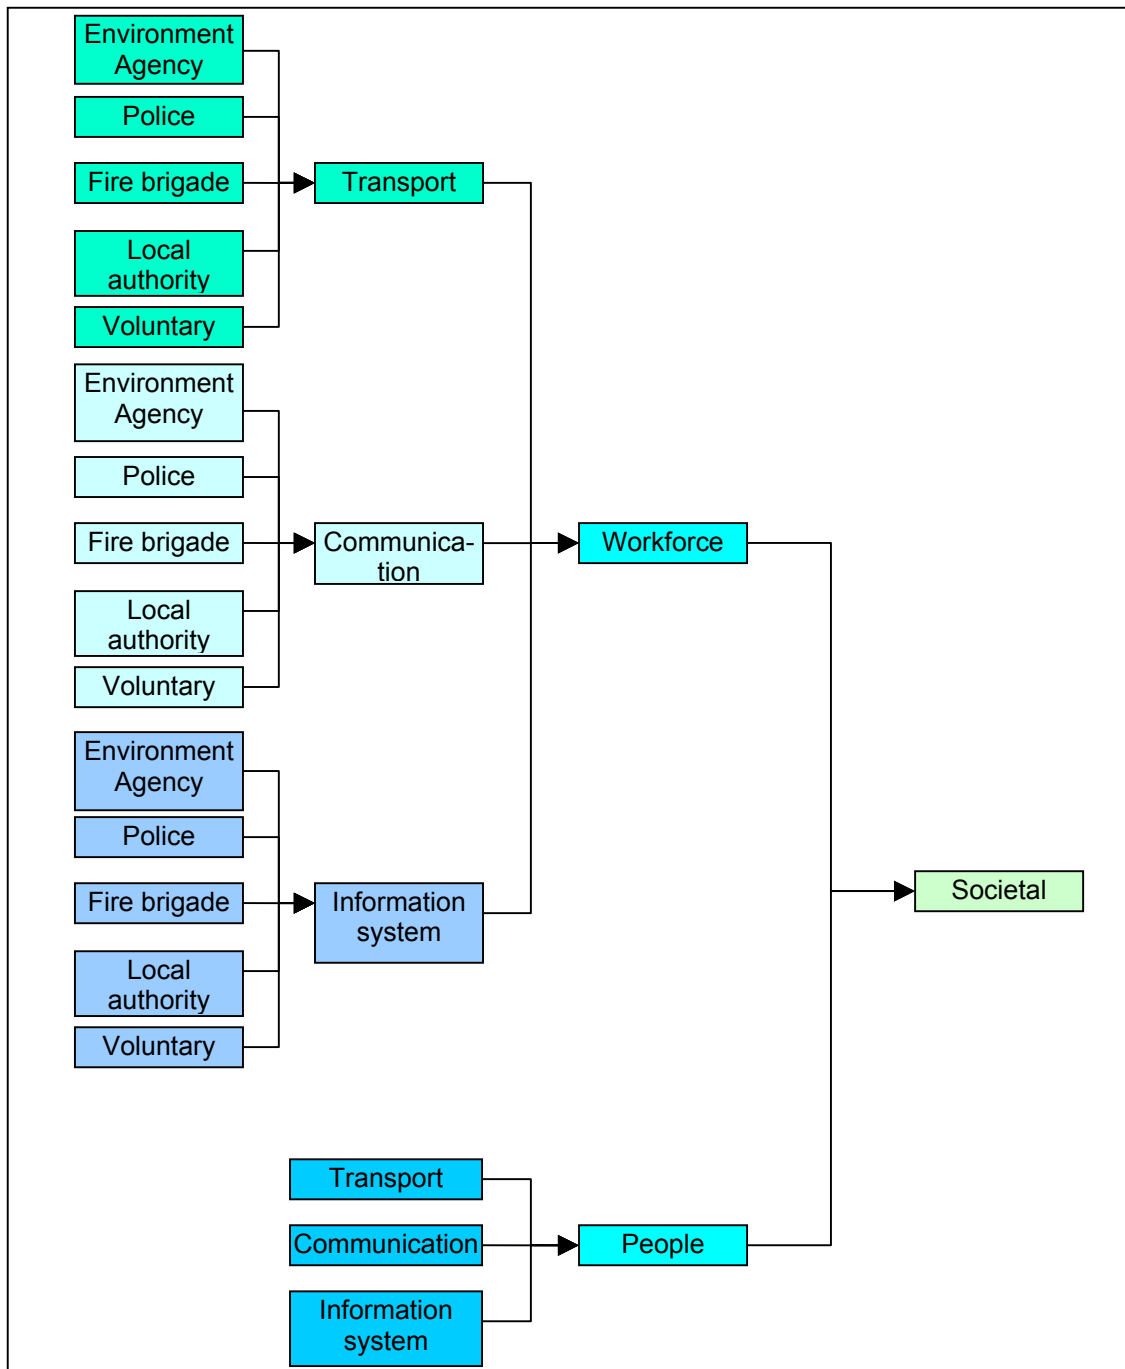 Environment
Agency
Police
Fire brigade
Transport
Local
authority
Voluntary
Environment
Agency
Police
Fire brigade
Communica-
tion
Workforce
Local
authority
Voluntary
Environment
Agency
Police
Fire brigade
Information
system
Societal
Local
authority
Voluntary
Transport
Communication
People
Information
system